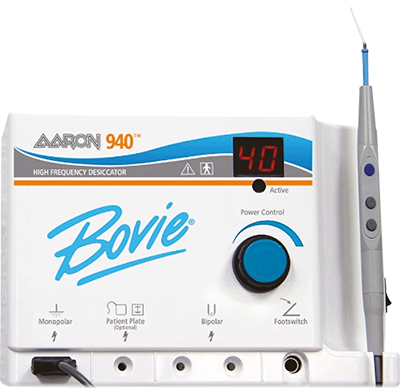 AARON 940™
40
HIGH FREQUENCY DESICCATOR
Active
Power Control
Bovie®
Monopolar
Patient Plate
(Optional)
Bipolar
Footswitch